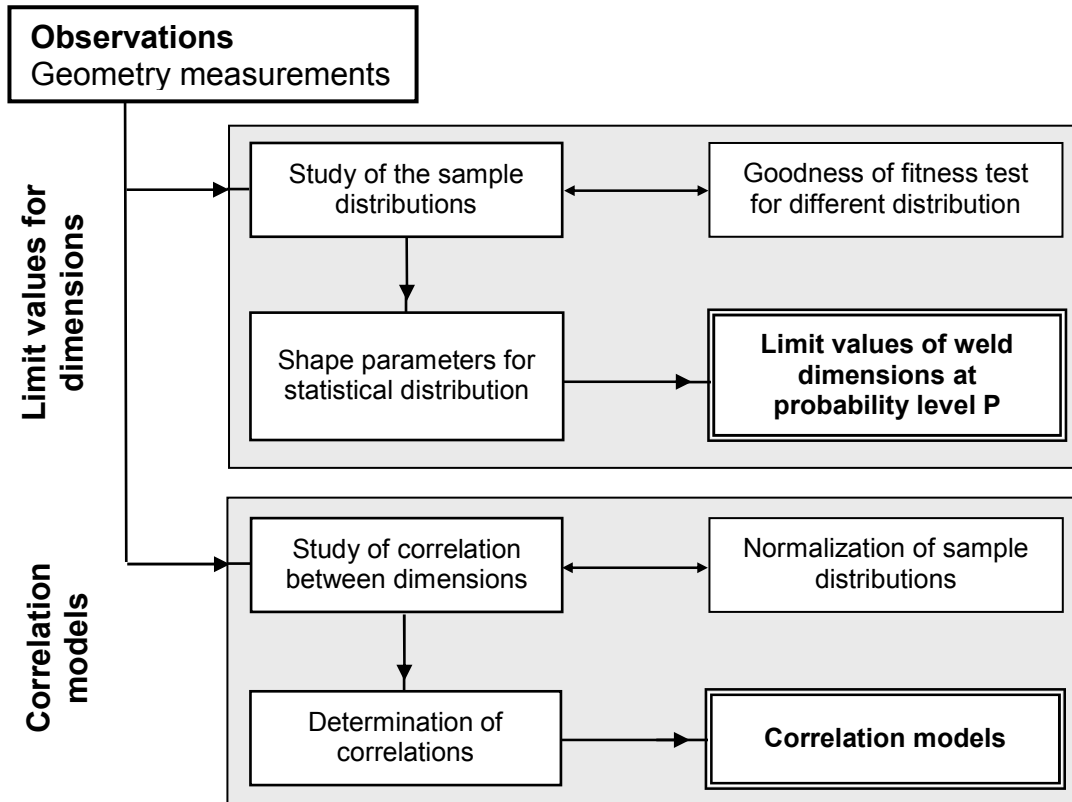 Observations
Geometry measurements
Limit values for
dimensions
Study of the sample
distributions
Goodness of fitness test
for different distribution
Shape parameters for
statistical distribution
Limit values of weld
dimensions at
probability level P
Correlation
models
Study of correlation
between dimensions
Normalization of sample
distributions
Determination of
correlations
Correlation models